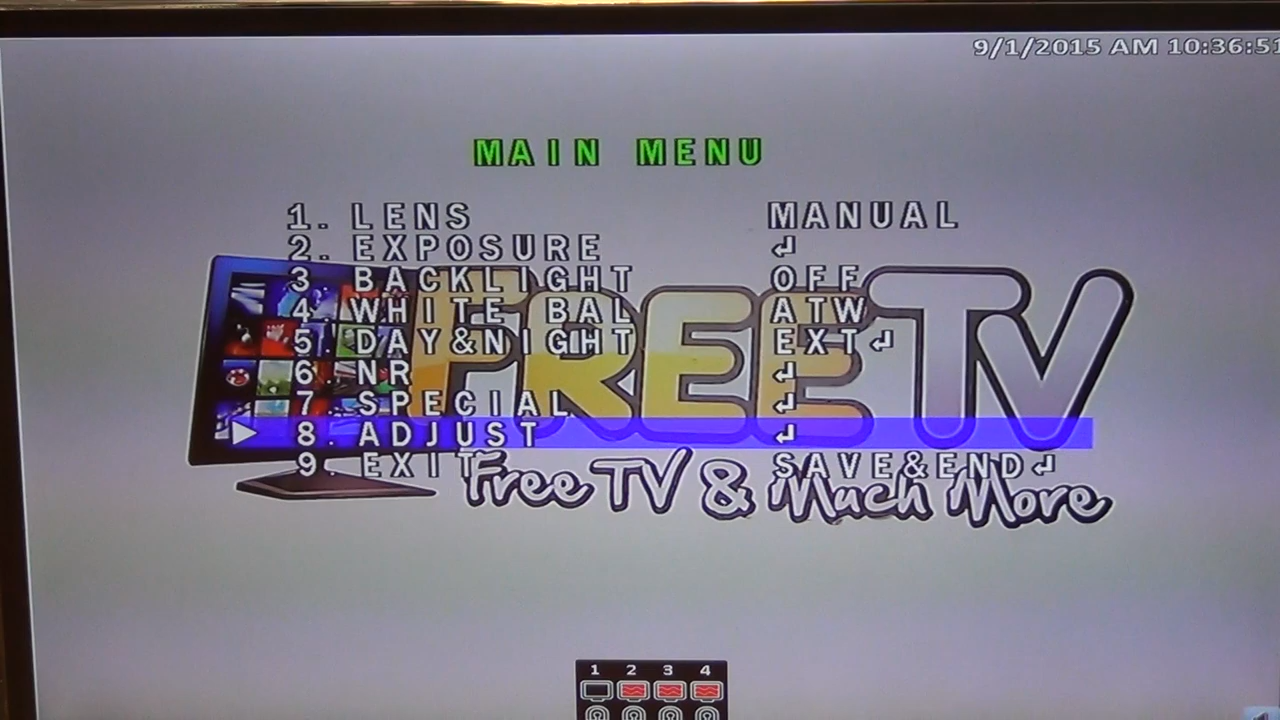 9/1/2015 AM 10:36:51
MAIN MENU
1. LENS MANUAL
2. EXPOSURE ↲
3 BACKLIGHT OFF
4. WHITE BAL ATW
5. DAY&NIGHT EXT↲
6. NR ↲
7. SPECIAL ↲
8. ADJUST ↲
9. EXIT SAVE&END↲
FREE TV
Free TV & Much More
1 2 3 4